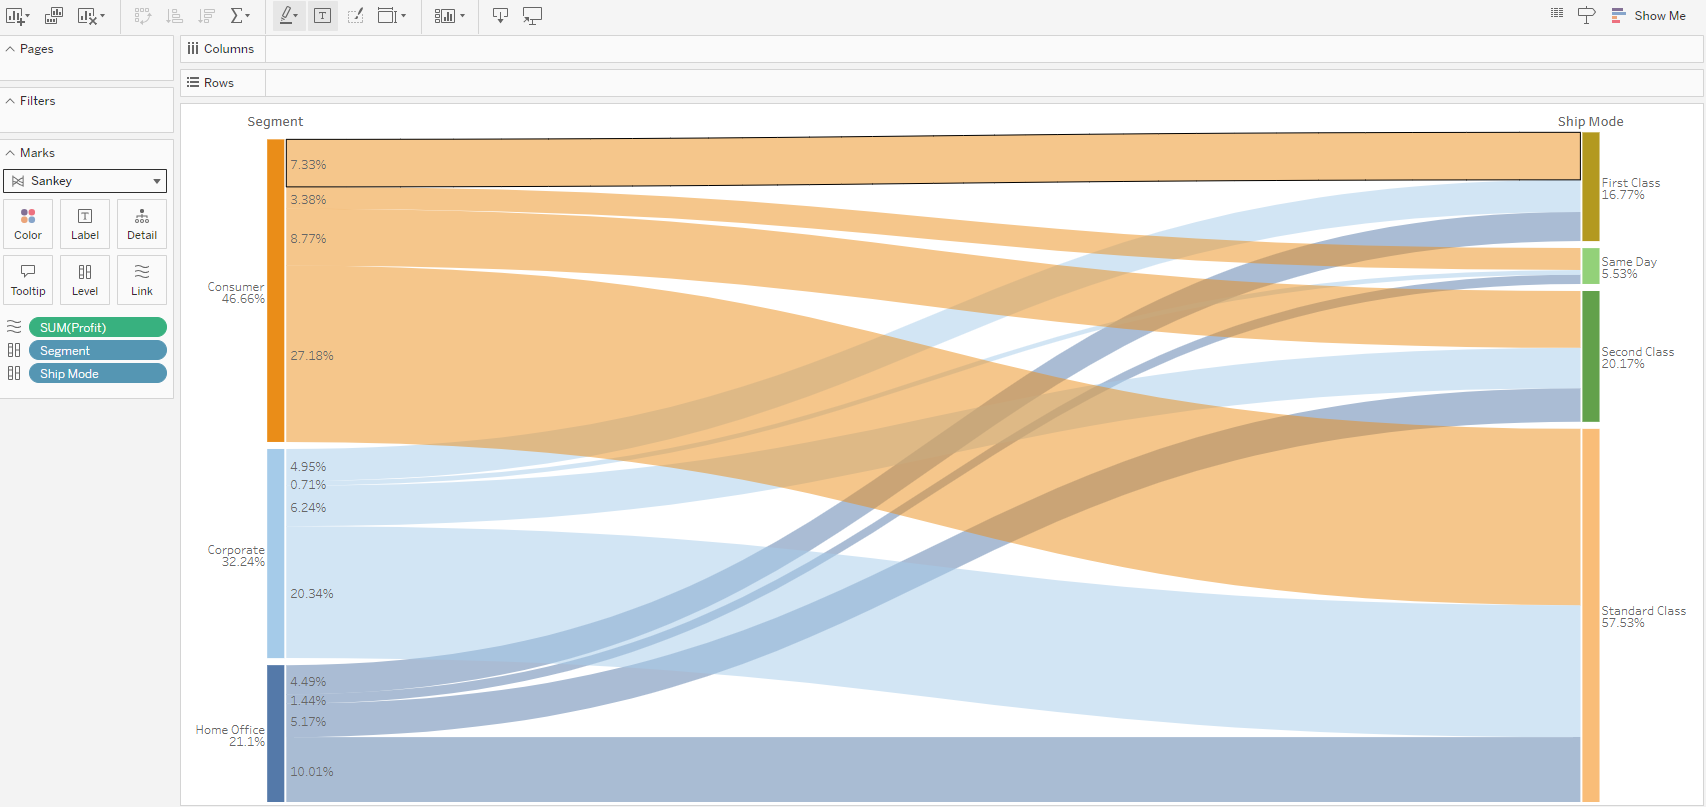 Show Me
Pages
Columns
Rows
Filters
Marks
Sankey
Color
Label
Detail
Tooltip
Level
Link
SUM(Profit)
Segment
Ship Mode
Segment
Ship Mode
7.33%
3.38%
8.77%
Consumer
46.66%
27.18%
4.95%
0.71%
6.24%
Corporate
32.24%
20.34%
4.49%
1.44%
5.17%
Home Office
21.1%
10.01%
First Class
16.77%
Same Day
5.53%
Second Class
20.17%
Standard Class
57.53%